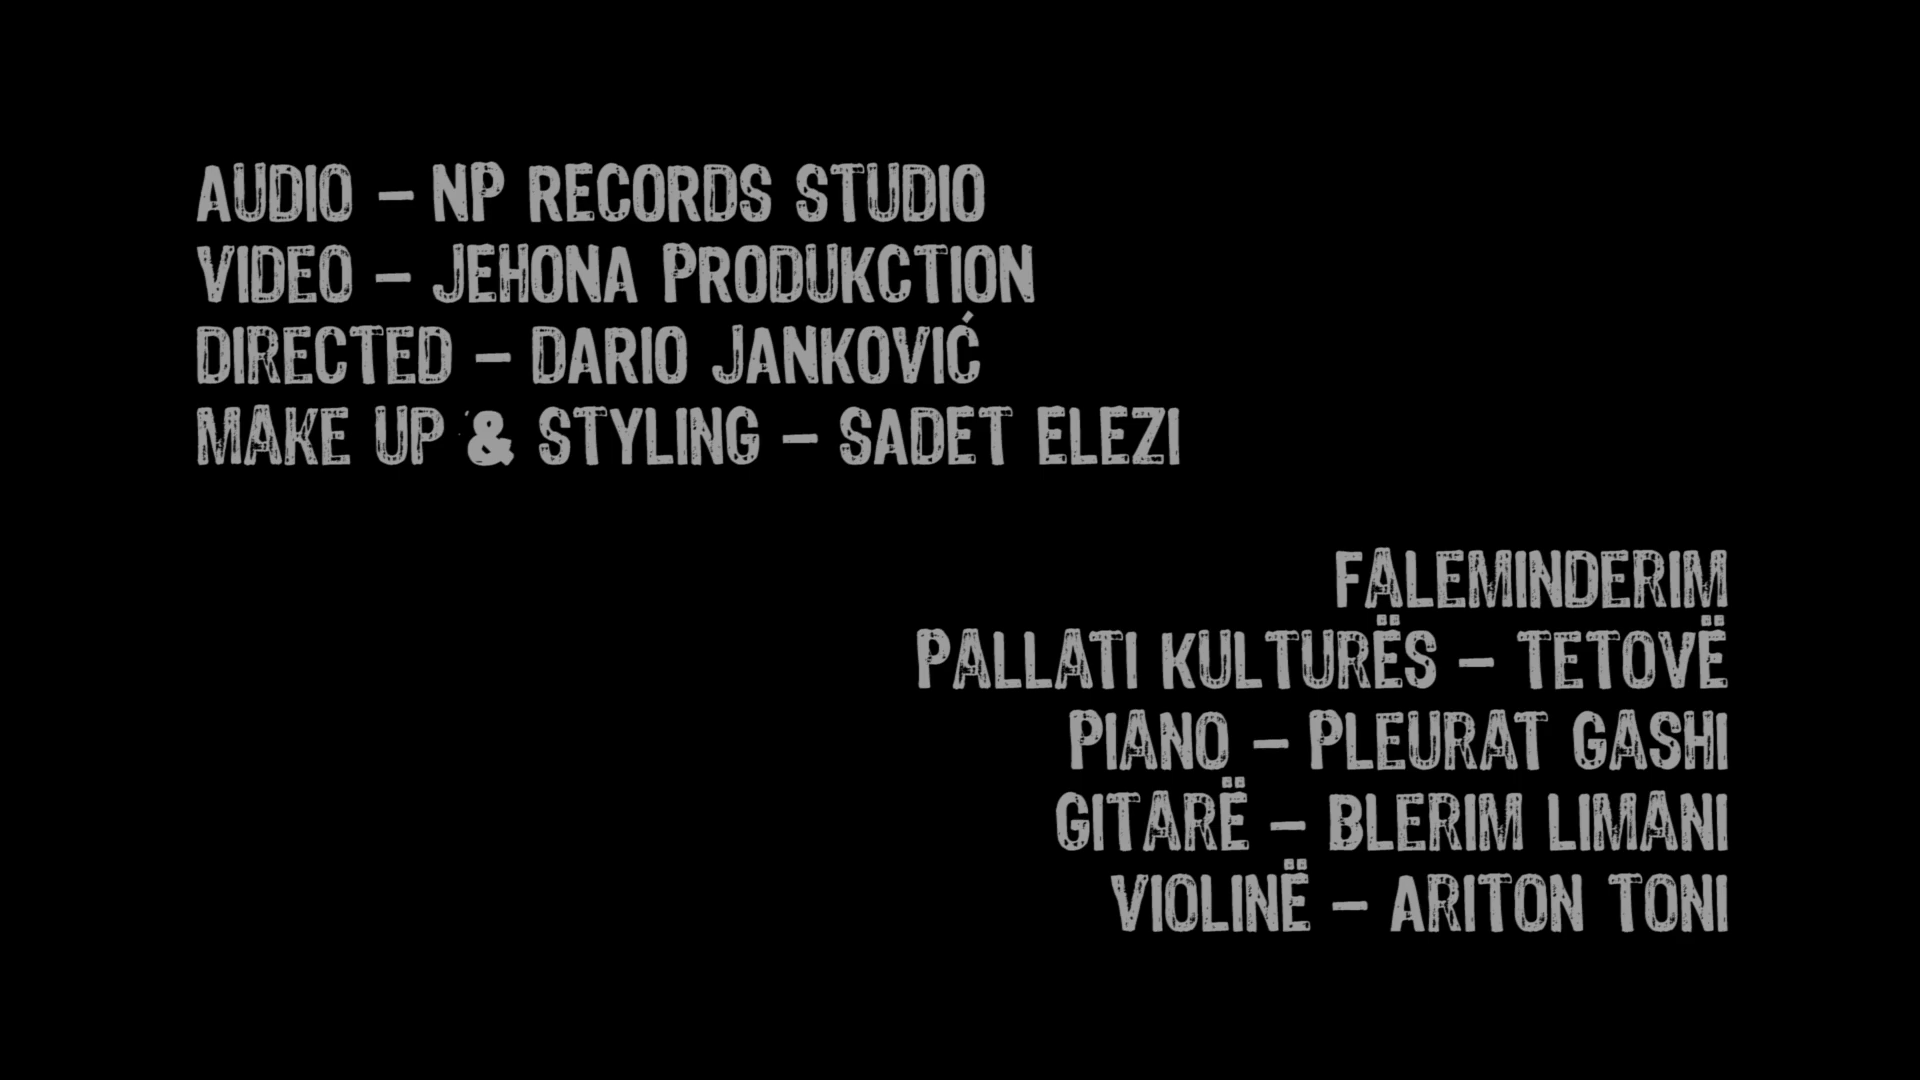 AUDIO – NP RECORDS STUDIO
VIDEO – JEHONA PRODUKCTION
DIRECTED – DARIO JANKOVIĆ
MAKE UP & STYLING – SADET ELEZI
FALEMINDERIM
PALLATI KULTURËS – TETOVË
PIANO – PLEURAT GASHI
GITARË – BLERIM LIMANI
VIOLINË – ARITON TONI